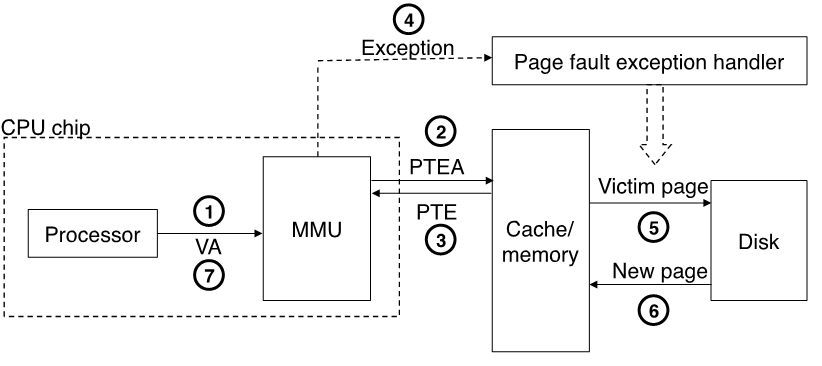 4
Exception
Page fault exception handler
CPU chip
2
PTEA
Victim page
1
Processor
VA
MMU
PTE
Cache/
memory
5
Disk
3
7
New page
6